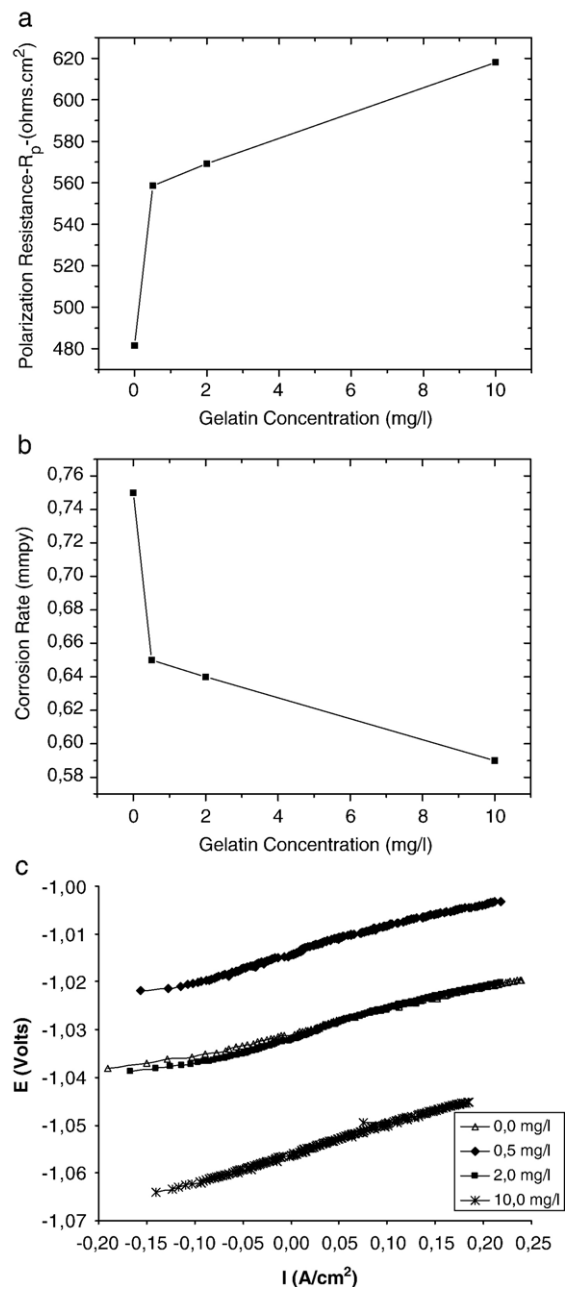 a
620
600
580
560
540
520
500
480
Polarization Resistance-Rp-(ohms.cm²)
0 2 4 6 8 10
Gelatin Concentration (mg/l)
b
0,76
0,74
0,72
0,70
0,68
0,66
0,64
0,62
0,60
0,58
Corrosion Rate (mmpy)
0 2 4 6 8 10
Gelatin Concentration (mg/l)
c
-1,00
-1,01
-1,02
-1,03
-1,04
-1,05
-1,06
-1,07
E (Volts)
0,0 mg/l
0,5 mg/l
2,0 mg/l
10,0 mg/l
-0,20 -0,15 -0,10 -0,05 0,00 0,05 0,10 0,15 0,20 0,25
I (A/cm²)